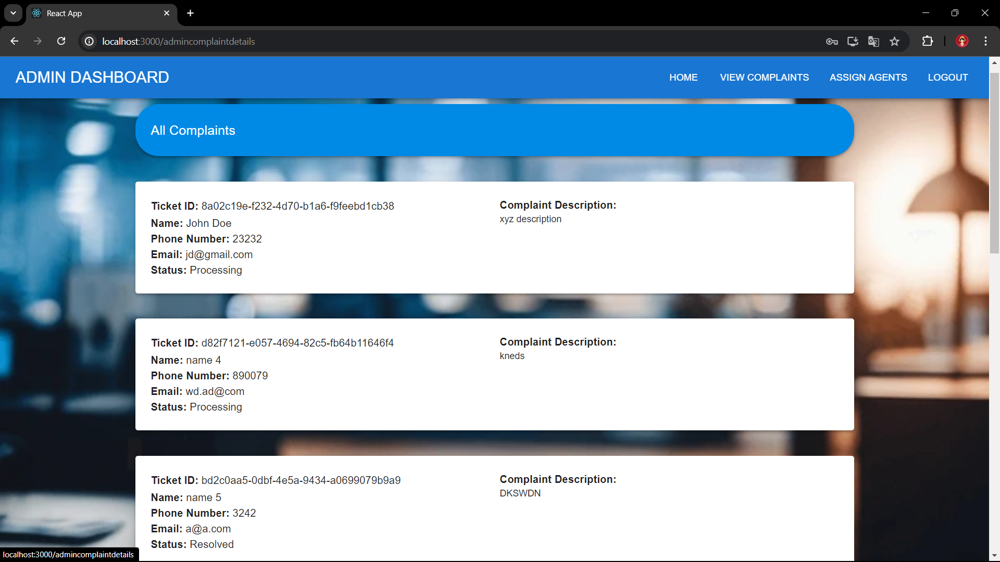 React App
localhost:3000/admincomplaintdetails
ADMIN DASHBOARD
HOME VIEW COMPLAINTS ASSIGN AGENTS LOGOUT
All Complaints
Ticket ID: 8a02c19e-f232-4d70-b1a6-f9feebd1cb38
Name: John Doe
Phone Number: 23232
Email: jd@gmail.com
Status: Processing
Complaint Description:
xyz description
Ticket ID: d82f7121-e057-4694-82c5-fb64b11646f4
Name: name 4
Phone Number: 890079
Email: wd.ad@com
Status: Processing
Complaint Description:
kneds
Ticket ID: bd2c0aa5-0dbf-4e5a-9434-a0699079b9a9
Name: name 5
Phone Number: 3242
Email: a@a.com
Status: Resolved
Complaint Description:
DKSWDN
localhost:3000/admincomplaintdetails